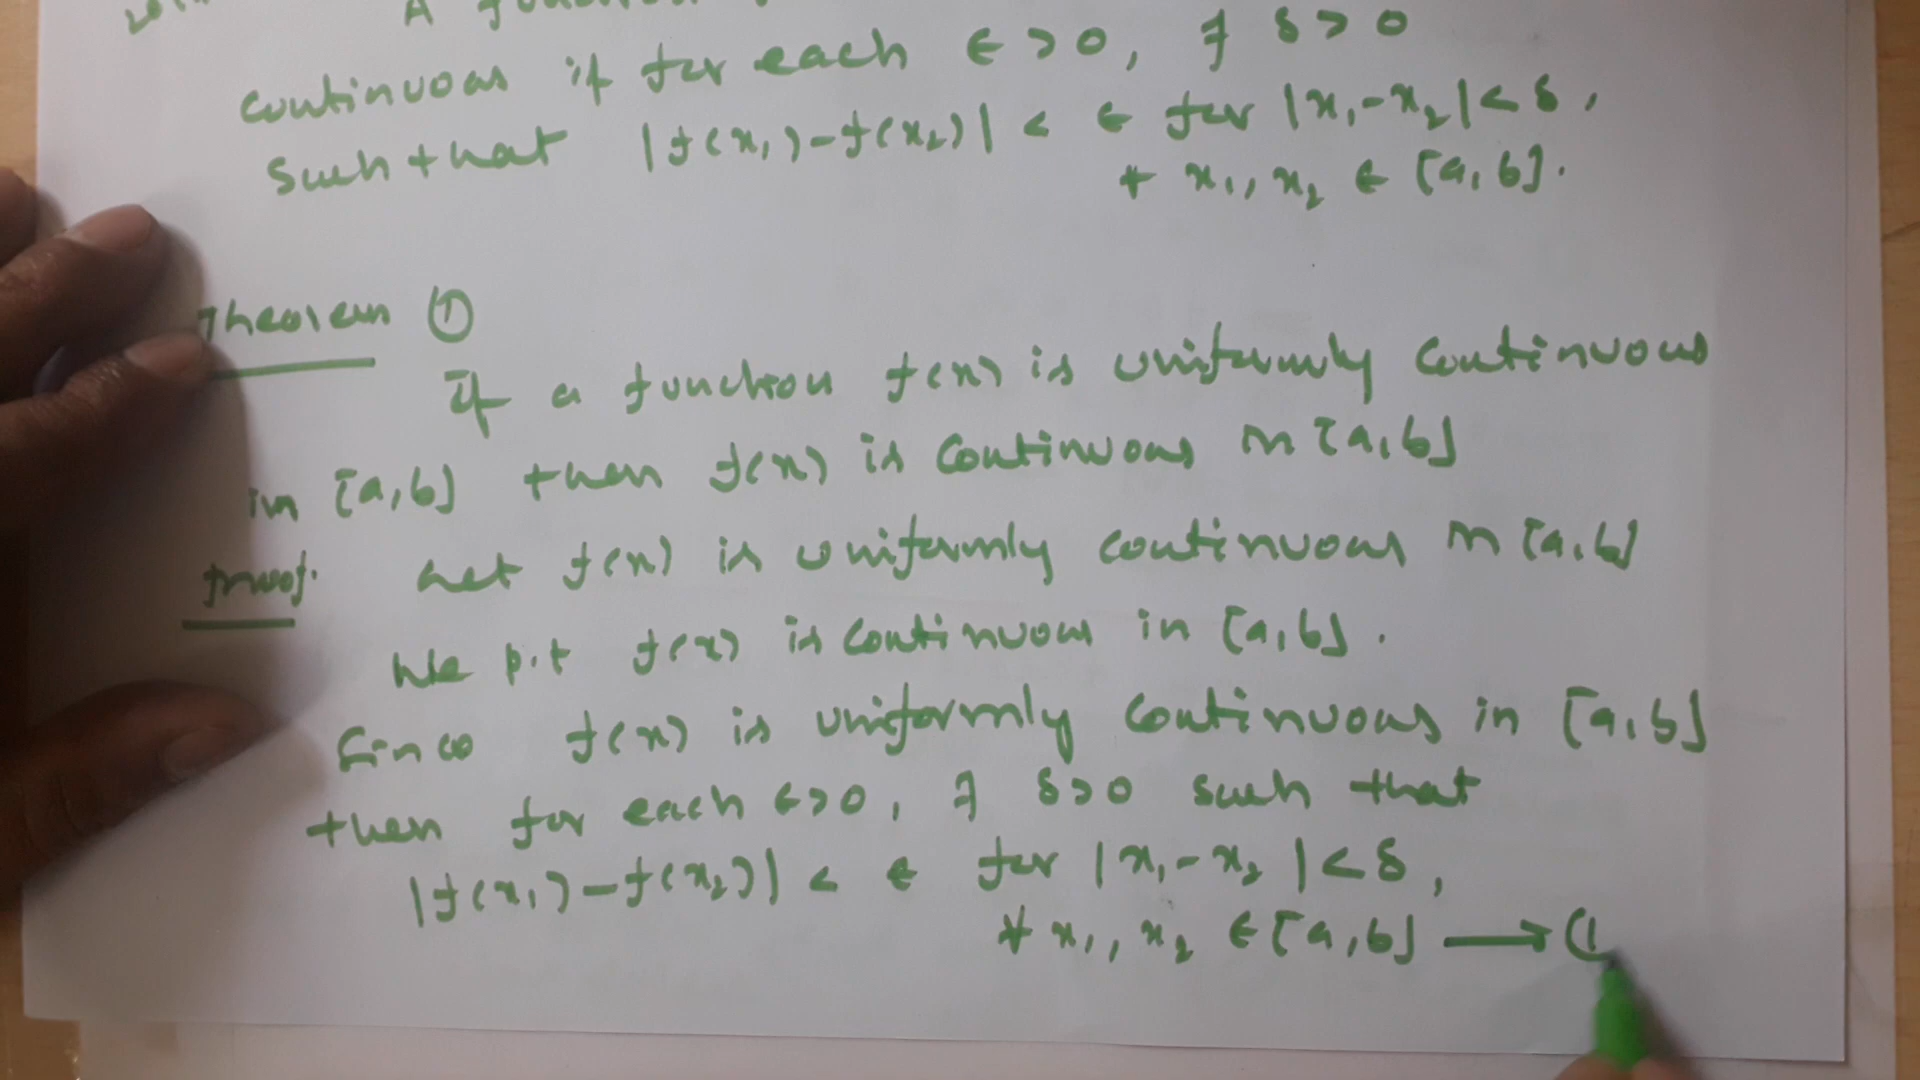 A function
continuous if for each ϵ > 0, ∃ δ > 0
such that |f(x₁)-f(x₂)| < ϵ for |x₁-x₂|<δ,
∀ x₁, x₂ ∈ [a, b].
Theorem ①
If a function f(x) is uniformly continuous
in [a, b] then f(x) is continuous in [a, b]
Proof. Let f(x) is uniformly continuous in [a, b]
We p.t f(x) is continuous in [a, b].
Since f(x) is uniformly continuous in [a, b]
then for each ϵ>0, ∃ δ>0 such that
|f(x₁)-f(x₂)| < ϵ for |x₁-x₂|<δ,
∀ x₁, x₂ ∈ [a, b] → (1